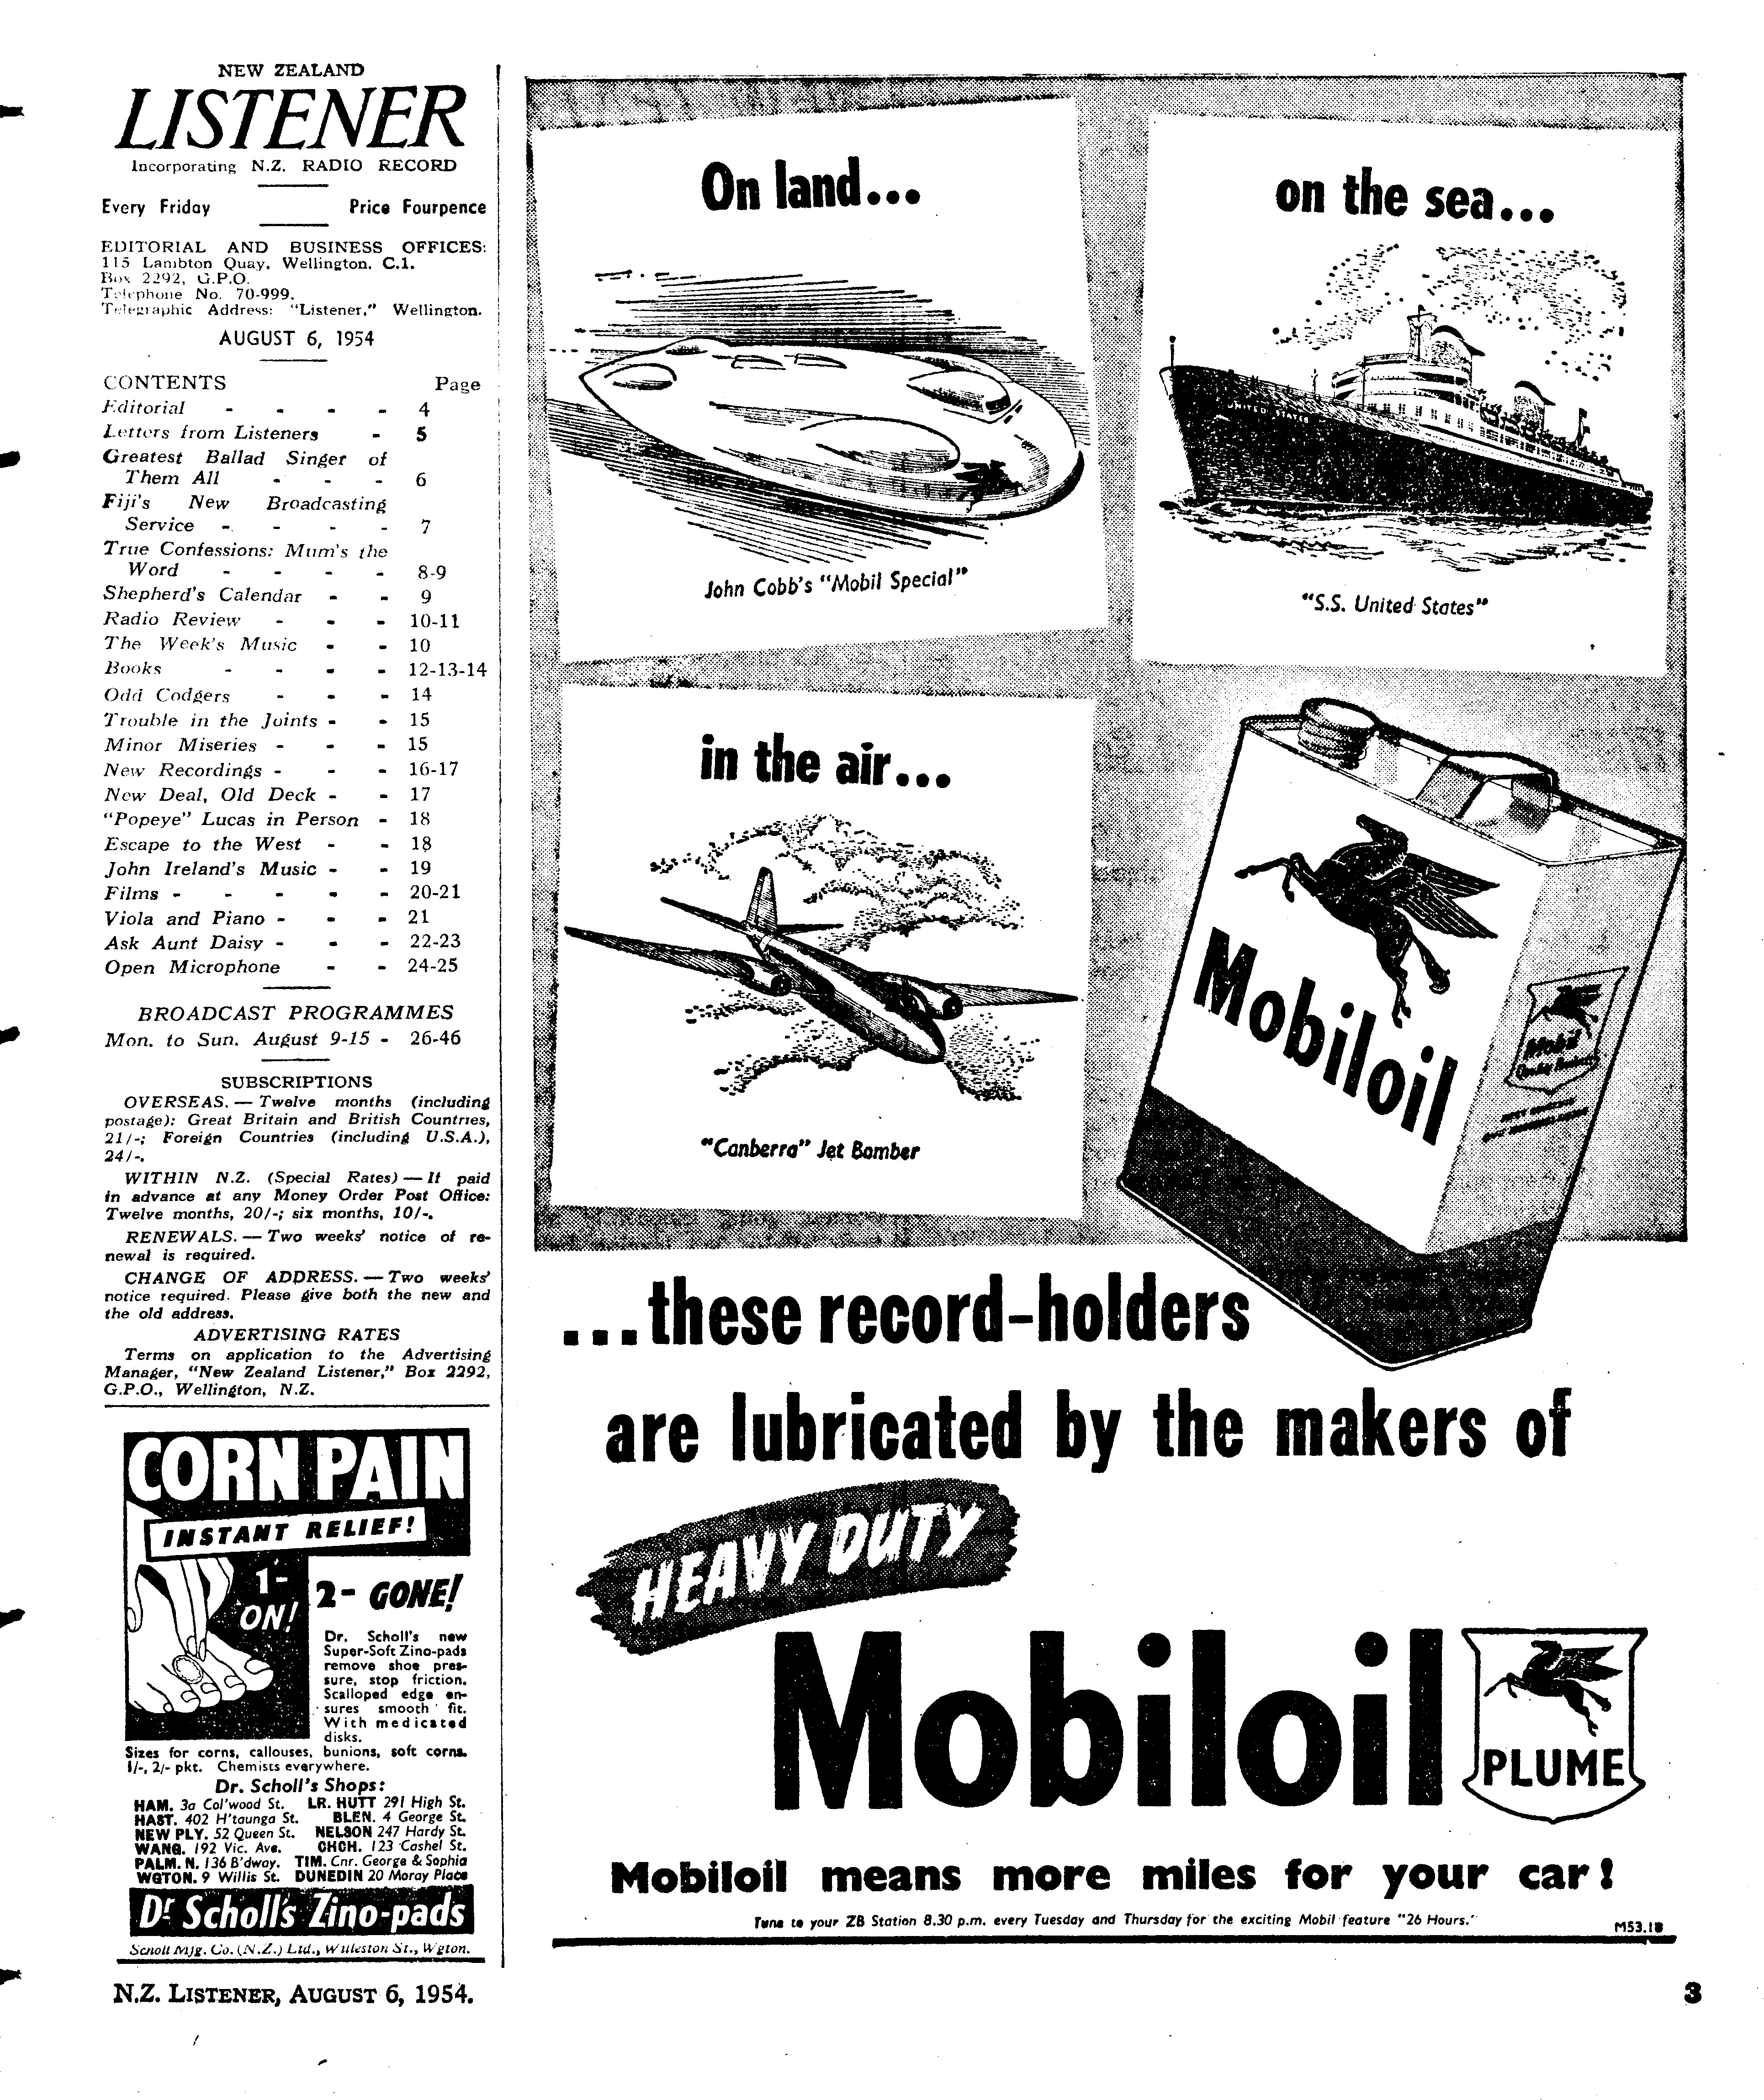 NEW ZEALAND
LISTENER
Incorporating N.Z. RADIO RECORD
Every Friday Price Fourpence
EDITORIAL AND BUSINESS OFFICES:
115 Lambton Quay, Wellington, C.1.
Box 2292, G.P.O.
Telephone No. 70-999.
Telegraphic Address: "Listener," Wellington.
AUGUST 6, 1954
CONTENTS Page
Editorial - - - - 4
Letters from Listeners - 5
Greatest Ballad Singer of
Them All - - - 6
Fiji's New Broadcasting
Service - - - - 7
True Confessions: Mum's the
Word - - - - 8-9
Shepherd's Calendar - - 9
Radio Review - - - 10-11
The Week's Music - - 10
Books - - - - 12-13-14
Odd Codgers - - - 14
Trouble in the Joints - - 15
Minor Miseries - - - 15
New Recordings - - - 16-17
New Deal, Old Deck - - 17
"Popeye" Lucas in Person - 18
Escape to the West - - 18
John Ireland's Music - - 19
Films - - - - - 20-21
Viola and Piano - - - 21
Ask Aunt Daisy - - - 22-23
Open Microphone - - 24-25
BROADCAST PROGRAMMES
Mon. to Sun. August 9-15 - 26-46
SUBSCRIPTIONS
OVERSEAS. — Twelve months (including
postage): Great Britain and British Countries,
21/-; Foreign Countries (including U.S.A.),
24/-.
WITHIN N.Z. (Special Rates) — If paid
in advance at any Money Order Post Office:
Twelve months, 20/-; six months, 10/-.
RENEWALS. — Two weeks' notice of re-
newal is required.
CHANGE OF ADDRESS. — Two weeks'
notice required. Please give both the new and
the old address.
ADVERTISING RATES
Terms on application to the Advertising
Manager, "New Zealand Listener," Box 2292,
G.P.O., Wellington, N.Z.
CORN PAIN
INSTANT RELIEF!
1-
ON!
2- GONE!
Dr. Scholl's new
Super-Soft Zino-pads
remove shoe pres-
sure, stop friction.
Scalloped edge en-
sures smooth fit.
With medicated
disks.
Sizes for corns, callouses, bunions, soft corns.
1/-, 2/- pkt. Chemists everywhere.
Dr. Scholl's Shops:
HAM. 3a Col'wood St. LR. HUTT 291 High St.
HAST. 402 H'taunga St. BLEN. 4 George St.
NEW PLY. 52 Queen St. NELSON 247 Hardy St.
WANG. 192 Vic. Ave. CHCH. 123 Cashel St.
PALM. N. 136 B'dway. TIM. Cnr. George & Sophia
WGTON. 9 Willis St. DUNEDIN 20 Moray Place
Dr Scholl's Zino-pads
Scholl Mfg. Co. (N.Z.) Ltd., Willeston St., Wgton.
On land...
John Cobb's "Mobil Special"
on the sea...
UNITED STATES
"S.S. United States"
in the air...
"Canberra" Jet Bomber
Mobiloil
Mobil
...these record-holders
are lubricated by the makers of
HEAVY DUTY
Mobiloil
PLUME
Mobiloil means more miles for your car!
Tune to your ZB Station 8.30 p.m. every Tuesday and Thursday for the exciting Mobil feature "26 Hours."
M53.18
N.Z. LISTENER, AUGUST 6, 1954.
3